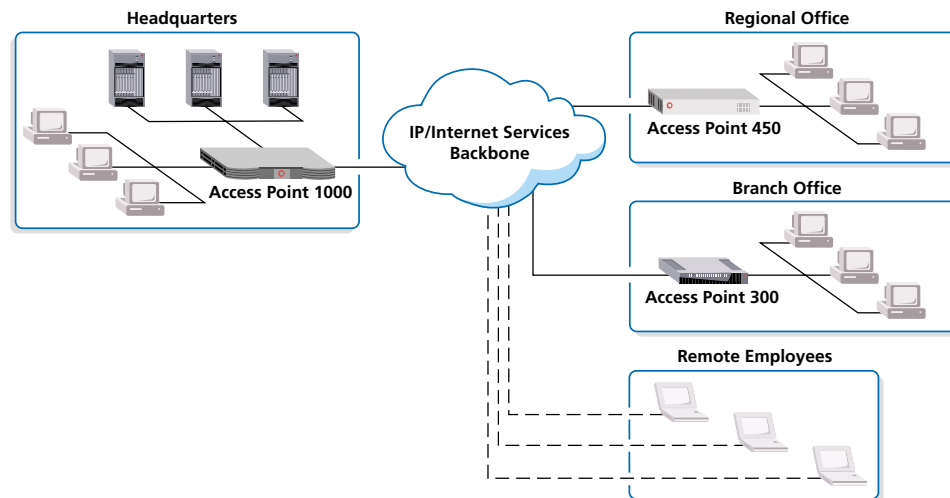 Headquarters
Access Point 1000
IP/Internet Services
Backbone
Regional Office
Access Point 450
Branch Office
Access Point 300
Remote Employees